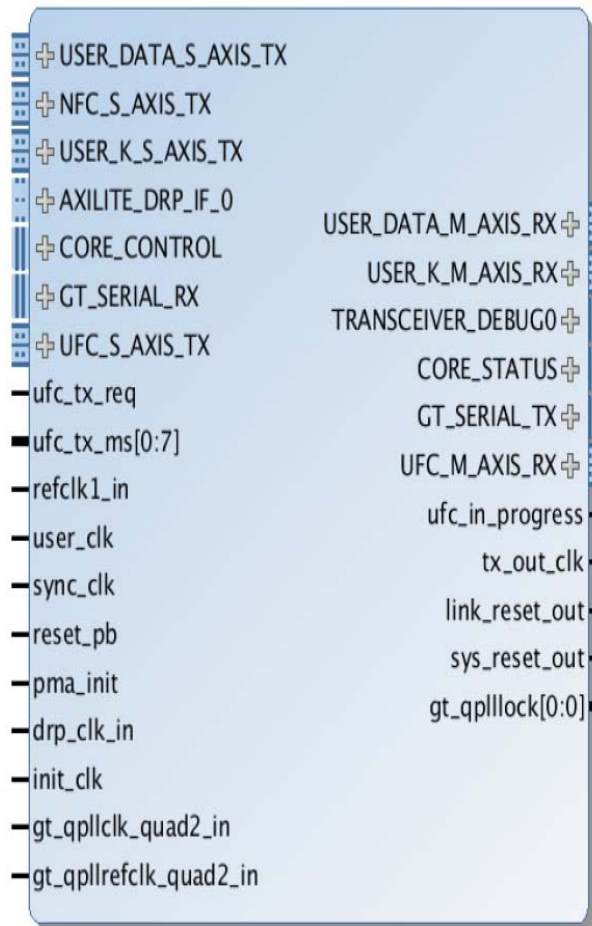 USER_DATA_S_AXIS_TX
NFC_S_AXIS_TX
USER_K_S_AXIS_TX
AXILITE_DRP_IF_0
CORE_CONTROL
GT_SERIAL_RX
UFC_S_AXIS_TX
ufc_tx_req
ufc_tx_ms[0:7]
refclk1_in
user_clk
sync_clk
reset_pb
pma_init
drp_clk_in
init_clk
gt_qpllclk_quad2_in
gt_qpllrefclk_quad2_in
USER_DATA_M_AXIS_RX
USER_K_M_AXIS_RX
TRANSCEIVER_DEBUG0
CORE_STATUS
GT_SERIAL_TX
UFC_M_AXIS_RX
ufc_in_progress
tx_out_clk
link_reset_out
sys_reset_out
gt_qplllock[0:0]